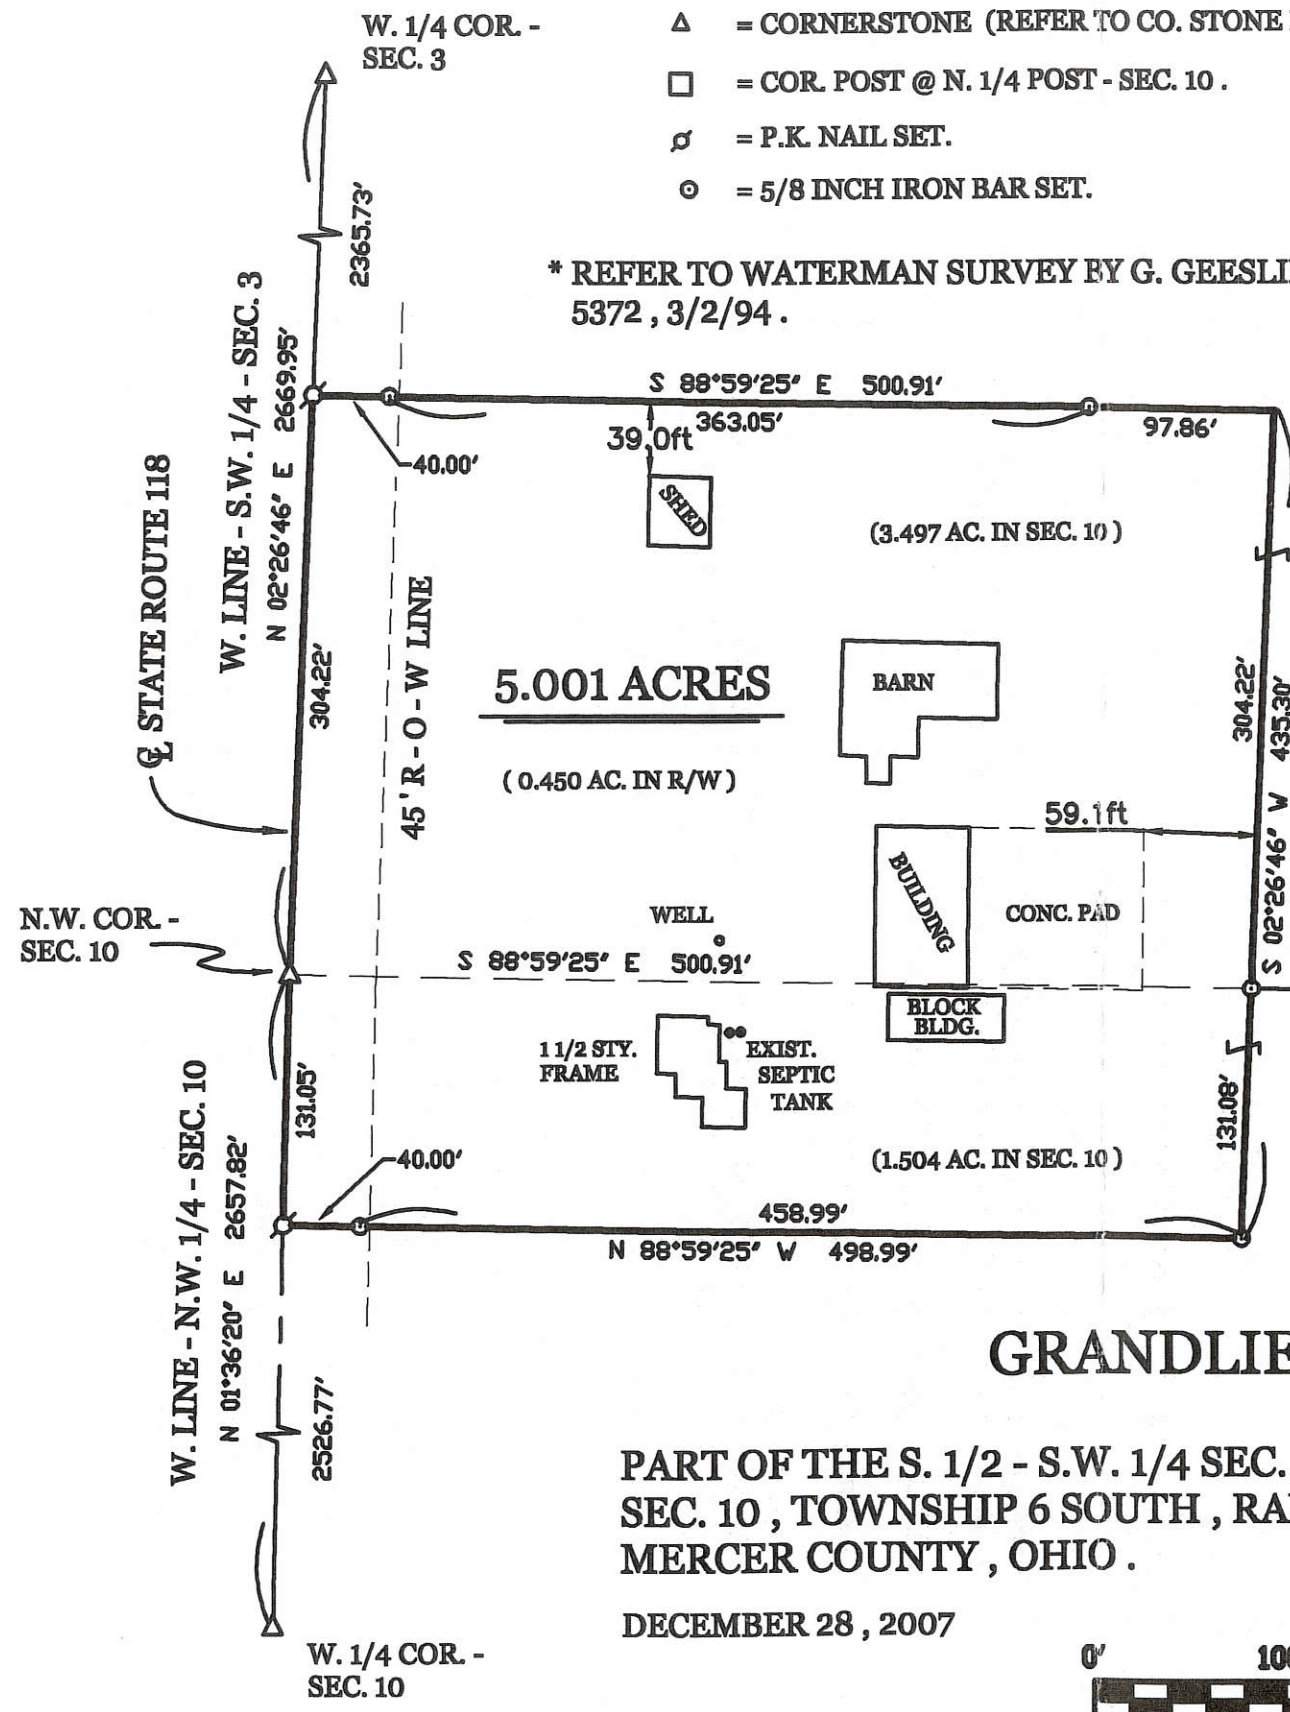 W. 1/4 COR. -
SEC. 3
= CORNERSTONE (REFER TO CO. STONE
= COR. POST @ N. 1/4 POST - SEC. 10 .
= P.K. NAIL SET.
= 5/8 INCH IRON BAR SET.
* REFER TO WATERMAN SURVEY BY G. GEESLI
5372 , 3/2/94 .
2365.73'
W. LINE - S.W. 1/4 - SEC. 3
N 02°26'46" E 2669.95'
S 88°59'25" E 500.91'
363.05'
97.86'
39.0ft
40.00'
SHED
(3.497 AC. IN SEC. 10 )
℄ STATE ROUTE 118
304.22'
45' R - O - W LINE
5.001 ACRES
( 0.450 AC. IN R/W )
BARN
304.22'
S 02°26'46" W 435.30'
59.1ft
BUILDING
CONC. PAD
N.W. COR. -
SEC. 10
WELL
S 88°59'25" E 500.91'
BLOCK
BLDG.
1 1/2 STY.
FRAME
EXIST.
SEPTIC
TANK
131.05'
131.08'
W. LINE - N.W. 1/4 - SEC. 10
N 01°36'20" E 2657.82'
40.00'
(1.504 AC. IN SEC. 10 )
458.99'
N 88°59'25" W 498.99'
2526.77'
GRANDLIE
PART OF THE S. 1/2 - S.W. 1/4 SEC.
SEC. 10 , TOWNSHIP 6 SOUTH , RA
MERCER COUNTY , OHIO .
DECEMBER 28 , 2007
W. 1/4 COR. -
SEC. 10
0'
100